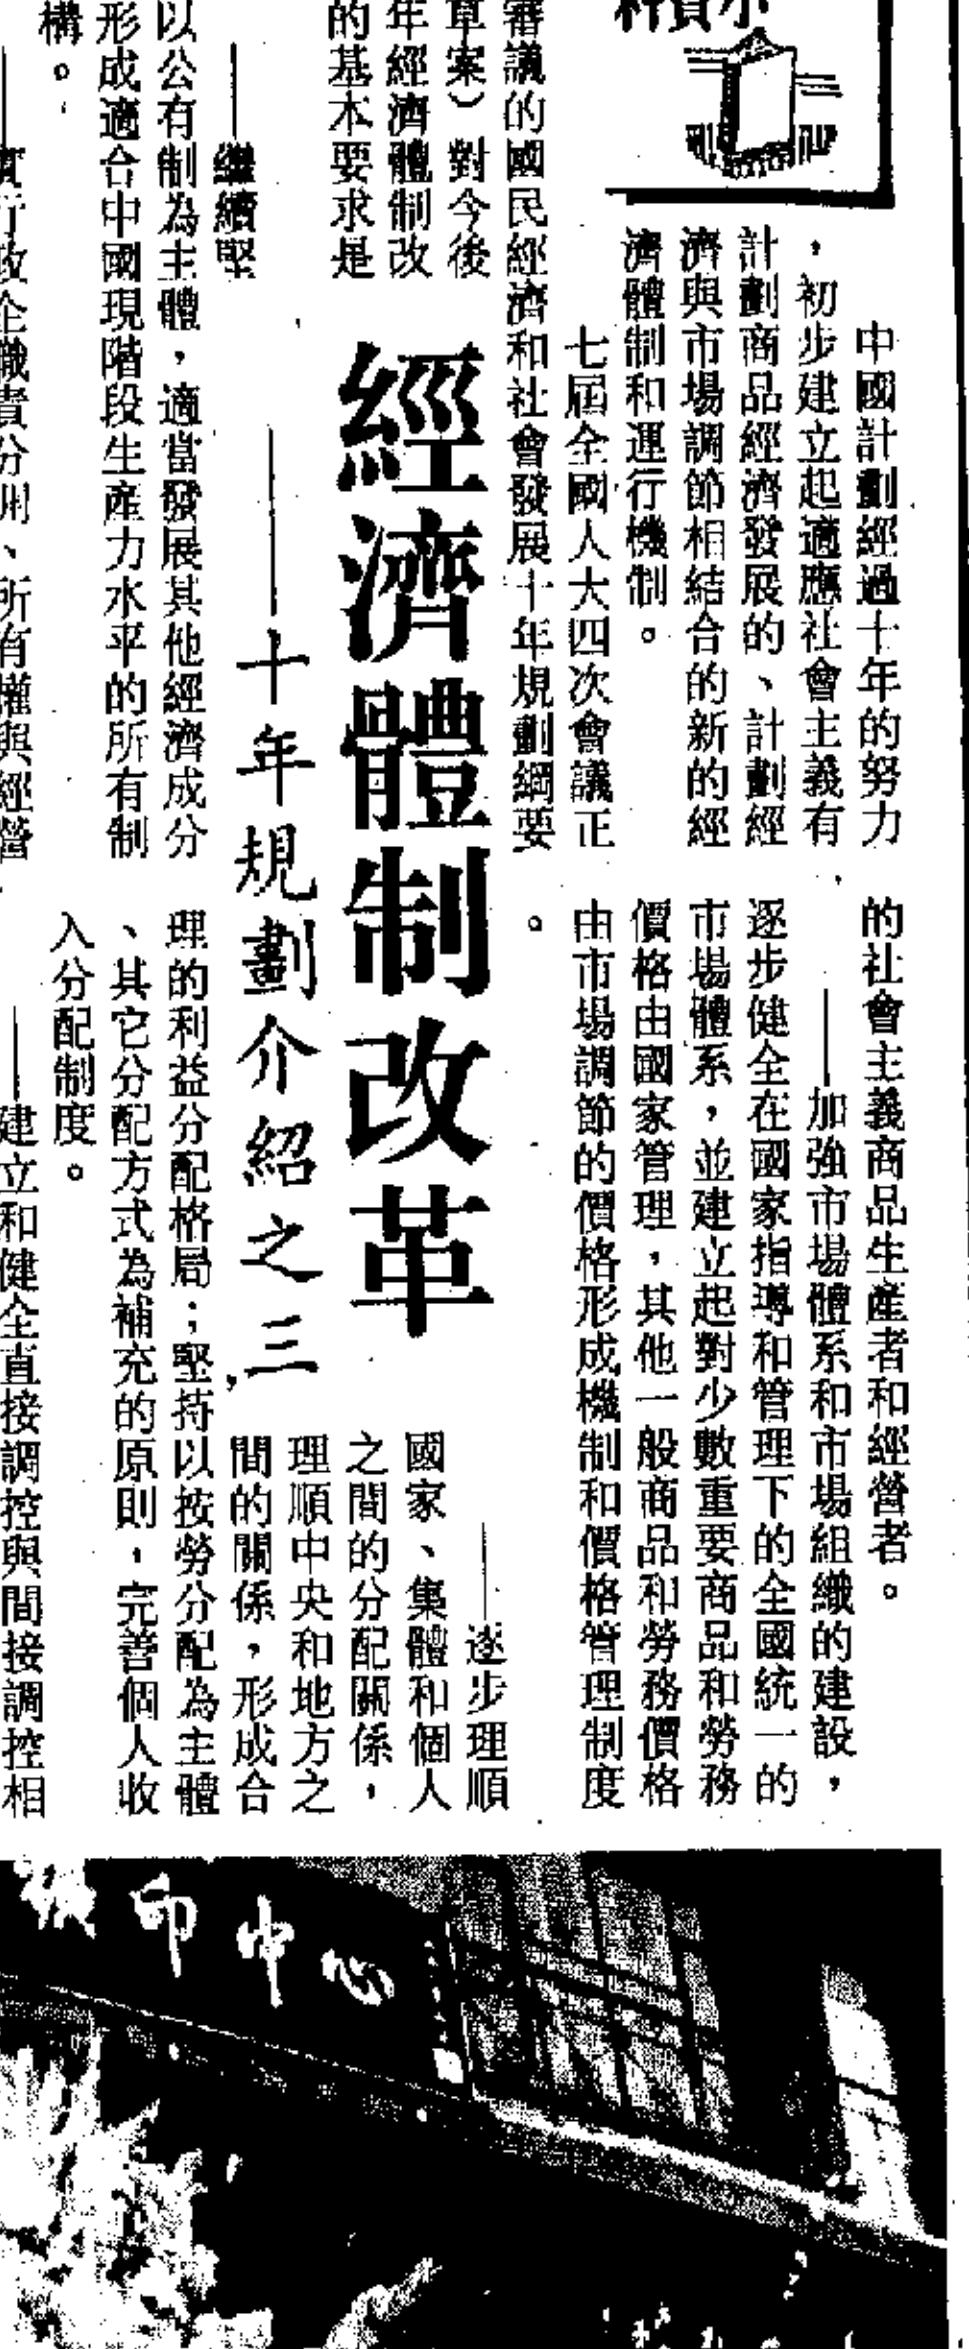 小資料
經濟體制改革
——十年規劃介紹之三
中國計劃經過十年的努力
，初步建立起適應社會主義有
計劃商品經濟發展的、計劃經
濟與市場調節相結合的新的經
濟體制和運行機制。
七屆全國人大四次會議正
審議的國民經濟和社會發展十年規劃綱要
草案）對今後
年經濟體制改
的基本要求是
——繼續堅
以公有制為主體，適當發展其他經濟成分
形成適合中國現階段生產力水平的所有制
構。
——實行政企職責分開、所有權與經營
的社會主義商品生產者和經營者。
——加強市場體系和市場組織的建設，
逐步健全在國家指導和管理下的全國統一的
市場體系，並建立起對少數重要商品和勞務
價格由國家管理，其他一般商品和勞務價格
由市場調節的價格形成機制和價格管理制度
。
——逐步理順
國家、集體和個人
之間的分配關係，
理順中央和地方之
間的關係，形成合
理的利益分配格局；堅持以按勞分配為主體
、其它分配方式為補充的原則，完善個人收
入分配制度。
——建立和健全直接調控與間接調控相
印中心